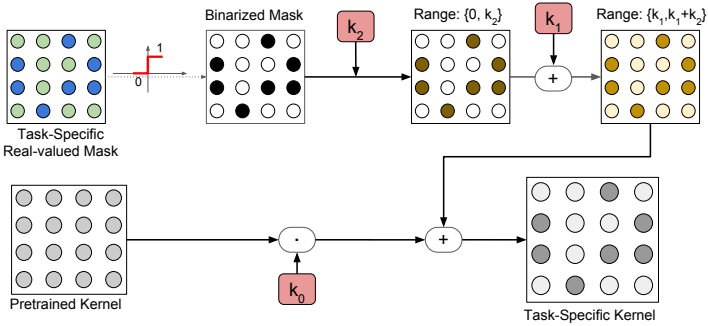 Binarized Mask
Range: {0, k₂}
Range: {k₁,k₁+k₂}
k₂
k₁
1
0
+
Task-Specific
Real-valued Mask
·
+
k₀
Pretrained Kernel
Task-Specific Kernel